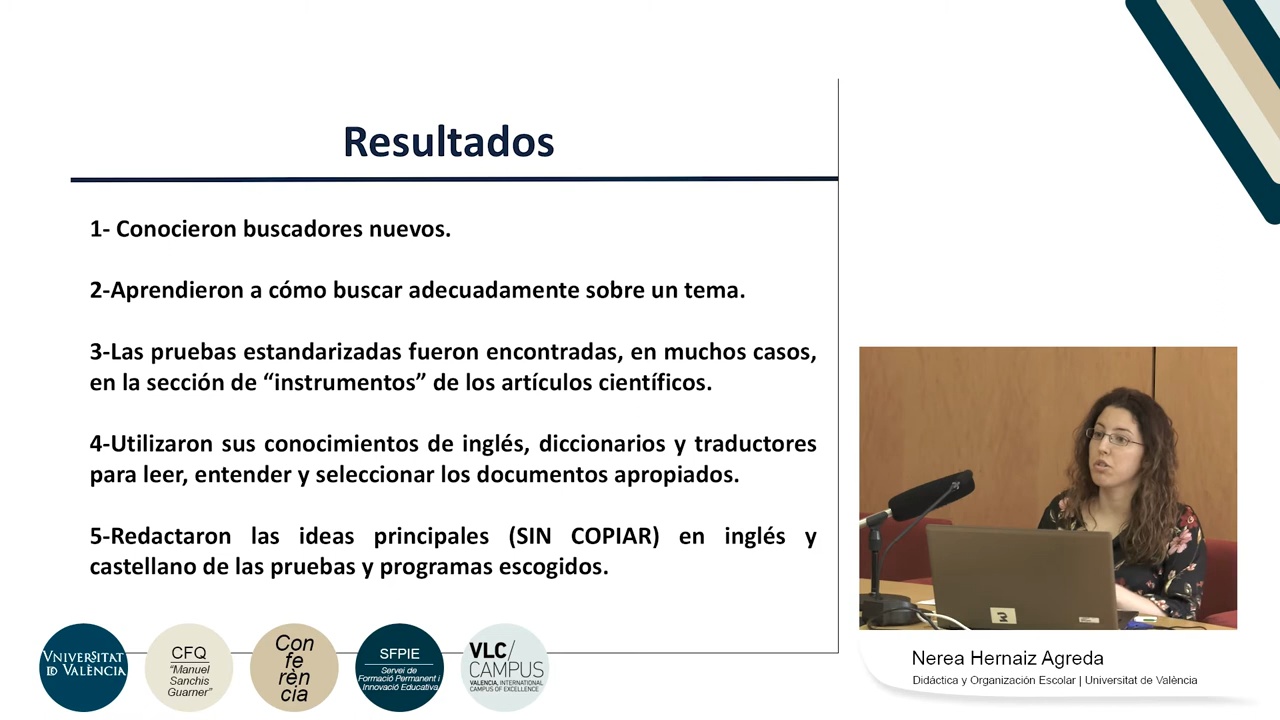 Resultados
1- Conocieron buscadores nuevos.
2-Aprendieron a cómo buscar adecuadamente sobre un tema.
3-Las pruebas estandarizadas fueron encontradas, en muchos casos,
en la sección de “instrumentos” de los artículos científicos.
4-Utilizaron sus conocimientos de inglés, diccionarios y traductores
para leer, entender y seleccionar los documentos apropiados.
5-Redactaron las ideas principales (SIN COPIAR) en inglés y
castellano de las pruebas y programas escogidos.
VNIVERSITAT
ID VALÈNCIA
CFQ
“Manuel
Sanchis
Guarner”
Con
fe
rèn
cia
SFPIE
Servei de
Formació Permanent i
Innovació Educativa
VLC/
CAMPUS
VALENCIA, INTERNATIONAL
CAMPUS OF EXCELLENCE
Nerea Hernaiz Agreda
Didáctica y Organización Escolar | Universitat de València